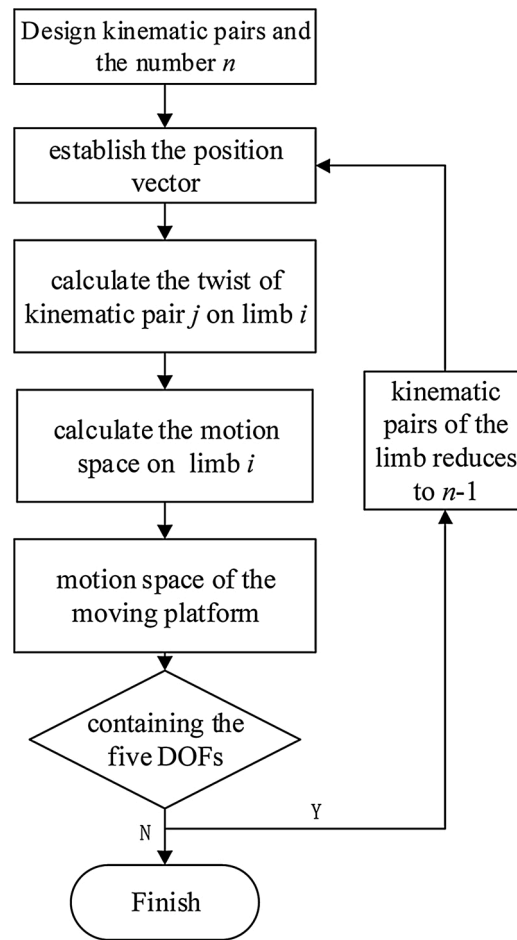 Design kinematic pairs and
the number n
establish the position
vector
calculate the twist of
kinematic pair j on limb i
calculate the motion
space on limb i
kinematic
pairs of the
limb reduces
to n-1
motion space of the
moving platform
containing the
five DOFs
N
Y
Finish